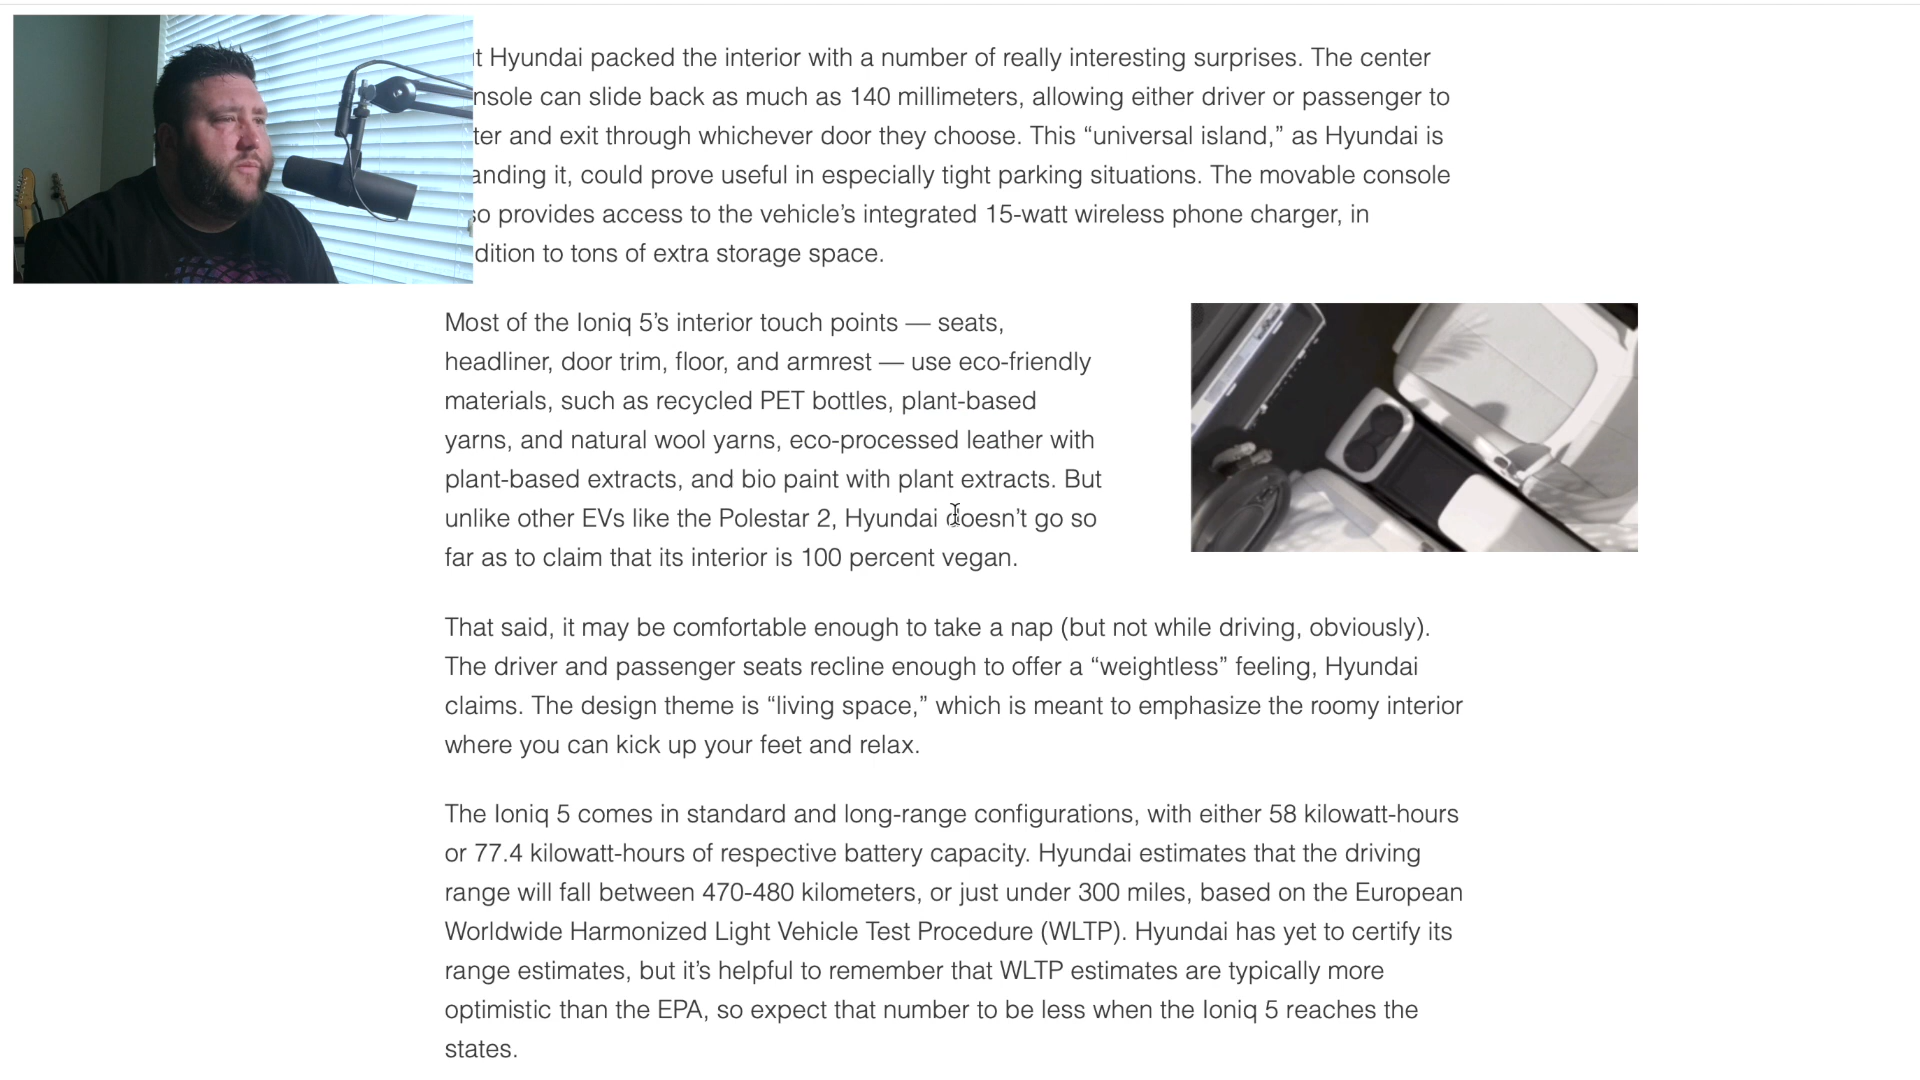 t Hyundai packed the interior with a number of really interesting surprises. The center
nsole can slide back as much as 140 millimeters, allowing either driver or passenger to
ter and exit through whichever door they choose. This “universal island,” as Hyundai is
anding it, could prove useful in especially tight parking situations. The movable console
so provides access to the vehicle’s integrated 15-watt wireless phone charger, in
dition to tons of extra storage space.
Most of the Ioniq 5’s interior touch points — seats,
headliner, door trim, floor, and armrest — use eco-friendly
materials, such as recycled PET bottles, plant-based
yarns, and natural wool yarns, eco-processed leather with
plant-based extracts, and bio paint with plant extracts. But
unlike other EVs like the Polestar 2, Hyundai doesn’t go so
far as to claim that its interior is 100 percent vegan.
That said, it may be comfortable enough to take a nap (but not while driving, obviously).
The driver and passenger seats recline enough to offer a “weightless” feeling, Hyundai
claims. The design theme is “living space,” which is meant to emphasize the roomy interior
where you can kick up your feet and relax.
The Ioniq 5 comes in standard and long-range configurations, with either 58 kilowatt-hours
or 77.4 kilowatt-hours of respective battery capacity. Hyundai estimates that the driving
range will fall between 470-480 kilometers, or just under 300 miles, based on the European
Worldwide Harmonized Light Vehicle Test Procedure (WLTP). Hyundai has yet to certify its
range estimates, but it’s helpful to remember that WLTP estimates are typically more
optimistic than the EPA, so expect that number to be less when the Ioniq 5 reaches the
states.